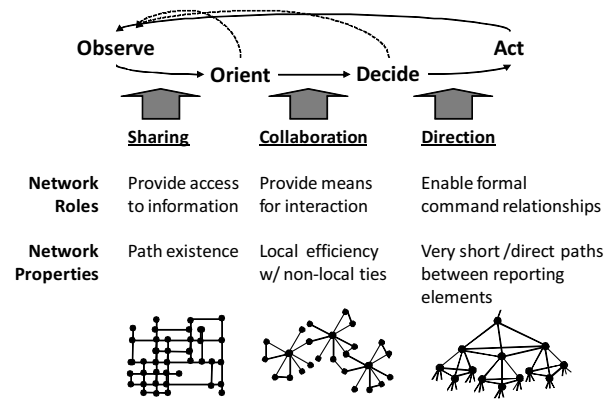 Observe
Act
Orient
Decide
Sharing
Collaboration
Direction
Network
Roles
Provide access
to information
Provide means
for interaction
Enable formal
command relationships
Network
Properties
Path existence
Local efficiency
w/ non-local ties
Very short /direct paths
between reporting
elements